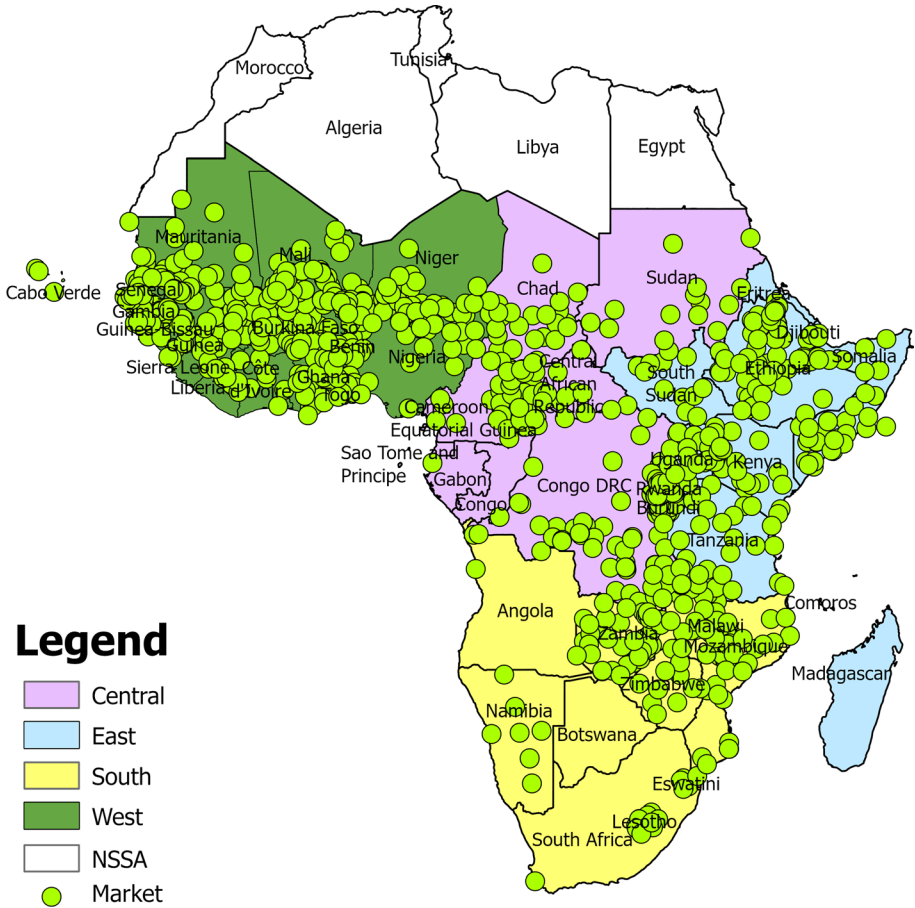 Tunisia
Morocco
Algeria
Libya
Egypt
Mauritania
Mali
Niger
Chad
Sudan
Eritrea
Cabo Verde
Senegal
Gambia
Guinea-Bissau
Guinea
Burkina Faso
Benin
Nigeria
Djibouti
Somalia
Ethiopia
Sierra Leone
Liberia
Côte
d'Ivoire
Ghana
Togo
Central
African
Republic
South
Sudan
Cameroon
Equatorial Guinea
Sao Tome and
Principe
Gabon
Congo
Congo DRC
Uganda
Kenya
Rwanda
Burundi
Tanzania
Comoros
Angola
Zambia
Malawi
Mozambique
Madagascar
Zimbabwe
Namibia
Botswana
Eswatini
Lesotho
South Africa
Legend
Central
East
South
West
NSSA
Market